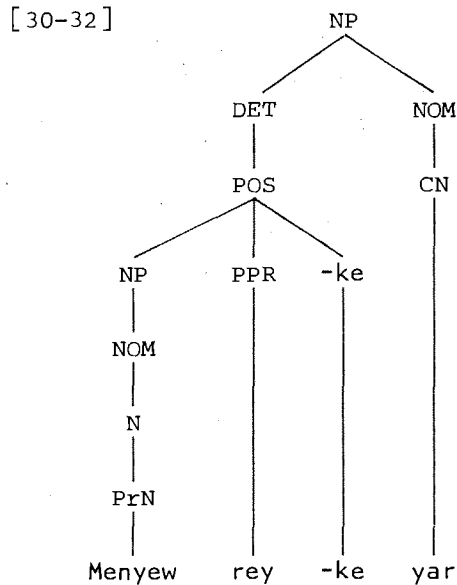 [30-32]
NP
DET NOM
POS CN
NP PPR -ke
NOM
N
PrN
Menyew rey -ke yar